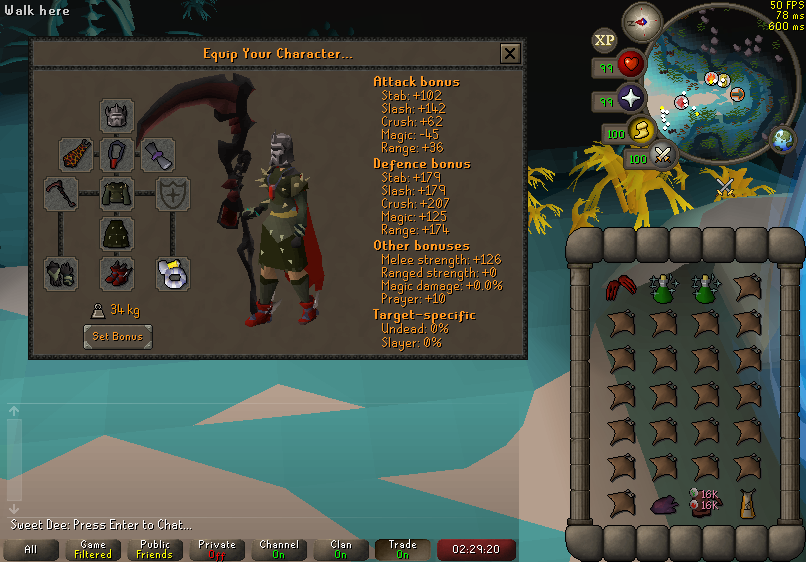 Walk here
50 FPS
78 ms
600 ms
XP
99
99
100
100
Equip Your Character...
Attack bonus
Stab: +102
Slash: +142
Crush: +62
Magic: -45
Range: +36
Defence bonus
Stab: +179
Slash: +179
Crush: +207
Magic: +125
Range: +174
Other bonuses
Melee strength: +126
Ranged strength: +0
Magic damage: +0.0%
Prayer: +10
Target-specific
Undead: 0%
Slayer: 0%
34 kg
Set Bonus
16K
16K
Sweet Dee: Press Enter to Chat...
All
Game
Filtered
Public
Friends
Private
Off
Channel
On
Clan
On
Trade
On
02:29:20